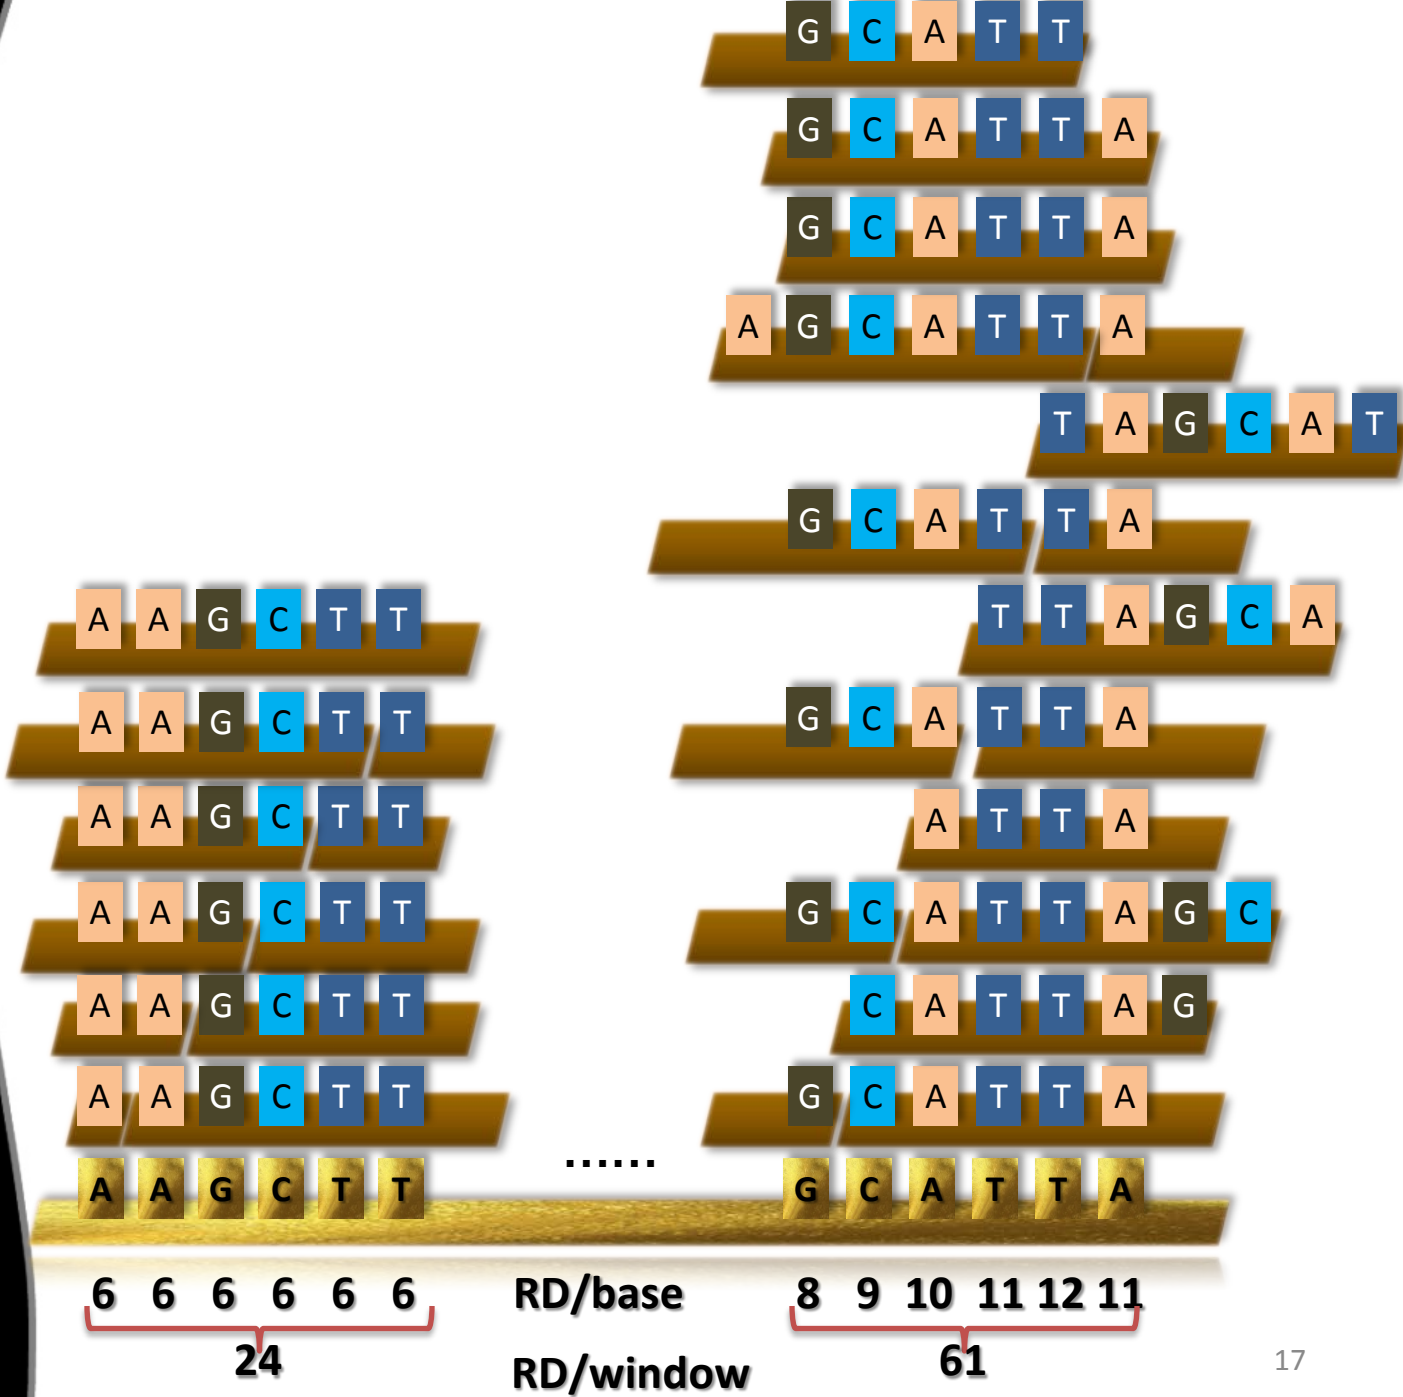 G C A T T
G C A T T A
G C A T T A
A G C A T T A
T A G C A T
G C A T T A
A A G C T T
T T A G C A
A A G C T T
G C A T T A
A A G C T T
A T T A
A A G C T T
G C A T T A G C
A A G C T T
C A T T A G
A A G C T T
G C A T T A
......
A A G C T T
G C A T T A
6 6 6 6 6 6 RD/base 8 9 10 11 12 11
24 RD/window 61
17